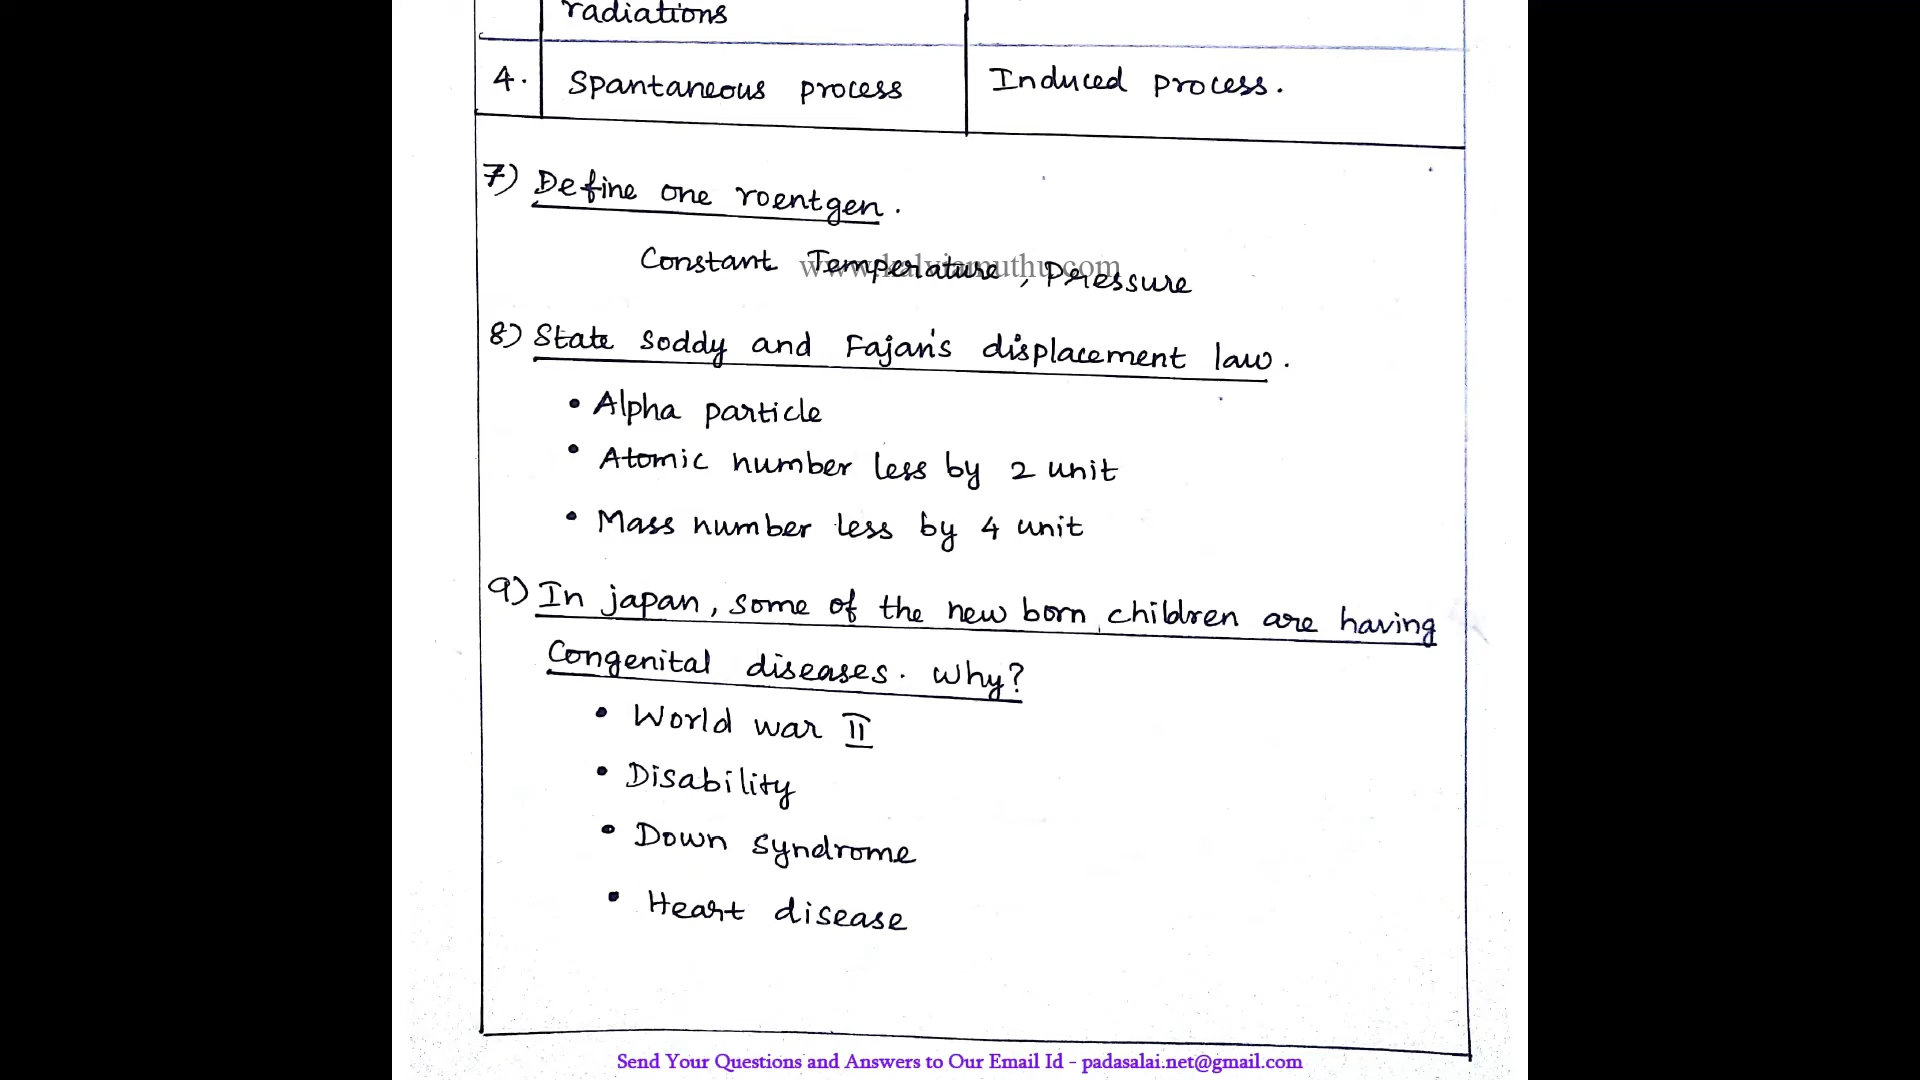 radiations
4. Spantaneous process Induced process.
7) Define one roentgen.
Constant Temperature, Pressure
8) State Soddy and Fajan's displacement law.
• Alpha particle
• Atomic number less by 2 unit
• Mass number less by 4 unit
9) In japan, some of the new born children are having
Congenital diseases. Why?
• World war II
• Disability
• Down Syndrome
• Heart disease
Send Your Questions and Answers to Our Email Id - padasalai.net@gmail.com